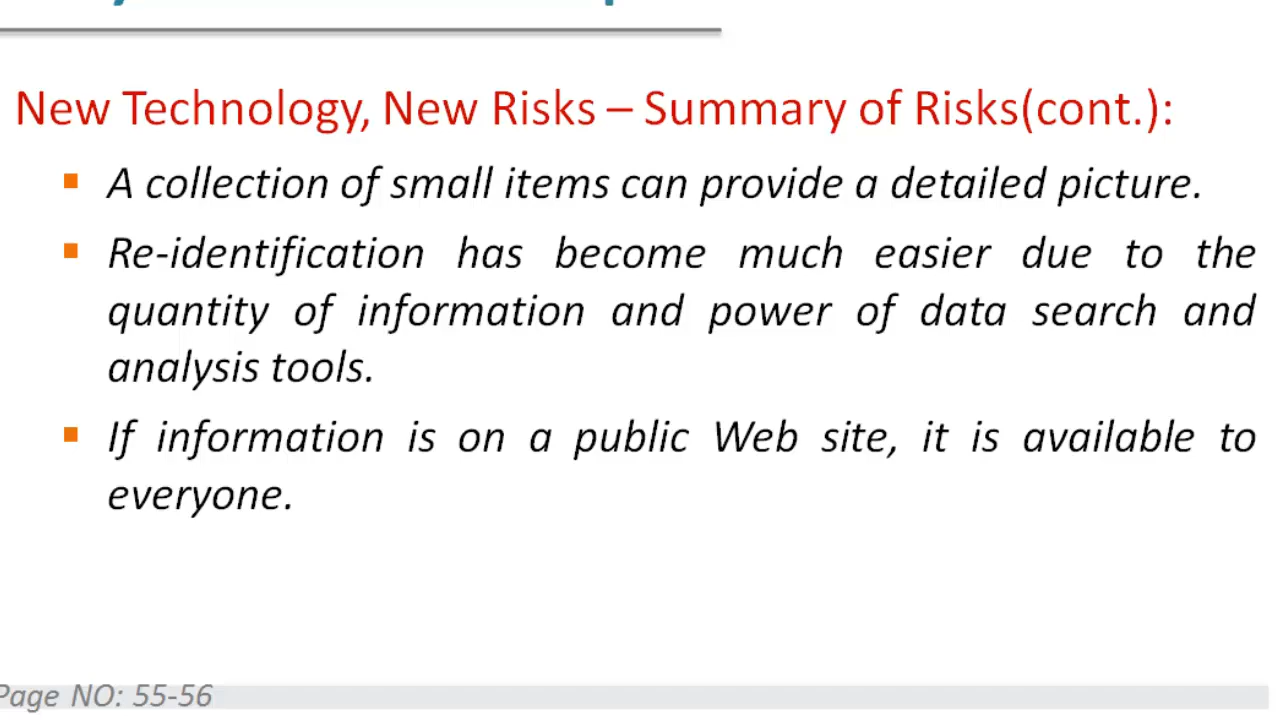 New Technology, New Risks – Summary of Risks(cont.):
A collection of small items can provide a detailed picture.
Re-identification has become much easier due to the
quantity of information and power of data search and
analysis tools.
If information is on a public Web site, it is available to
everyone.
Page NO: 55-56